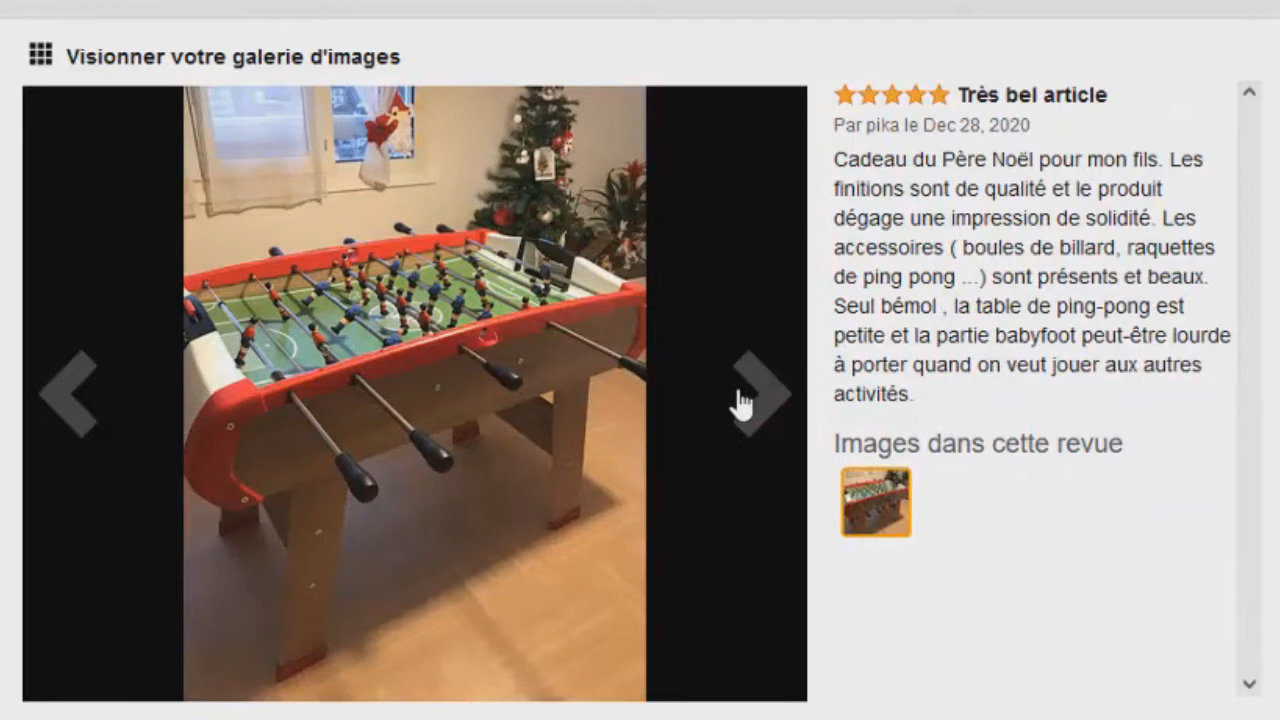 Visionner votre galerie d'images
Très bel article
Par pika le Dec 28, 2020
Cadeau du Père Noël pour mon fils. Les
finitions sont de qualité et le produit
dégage une impression de solidité. Les
accessoires ( boules de billard, raquettes
de ping pong ...) sont présents et beaux.
Seul bémol , la table de ping-pong est
petite et la partie babyfoot peut-être lourde
à porter quand on veut jouer aux autres
activités.
Images dans cette revue